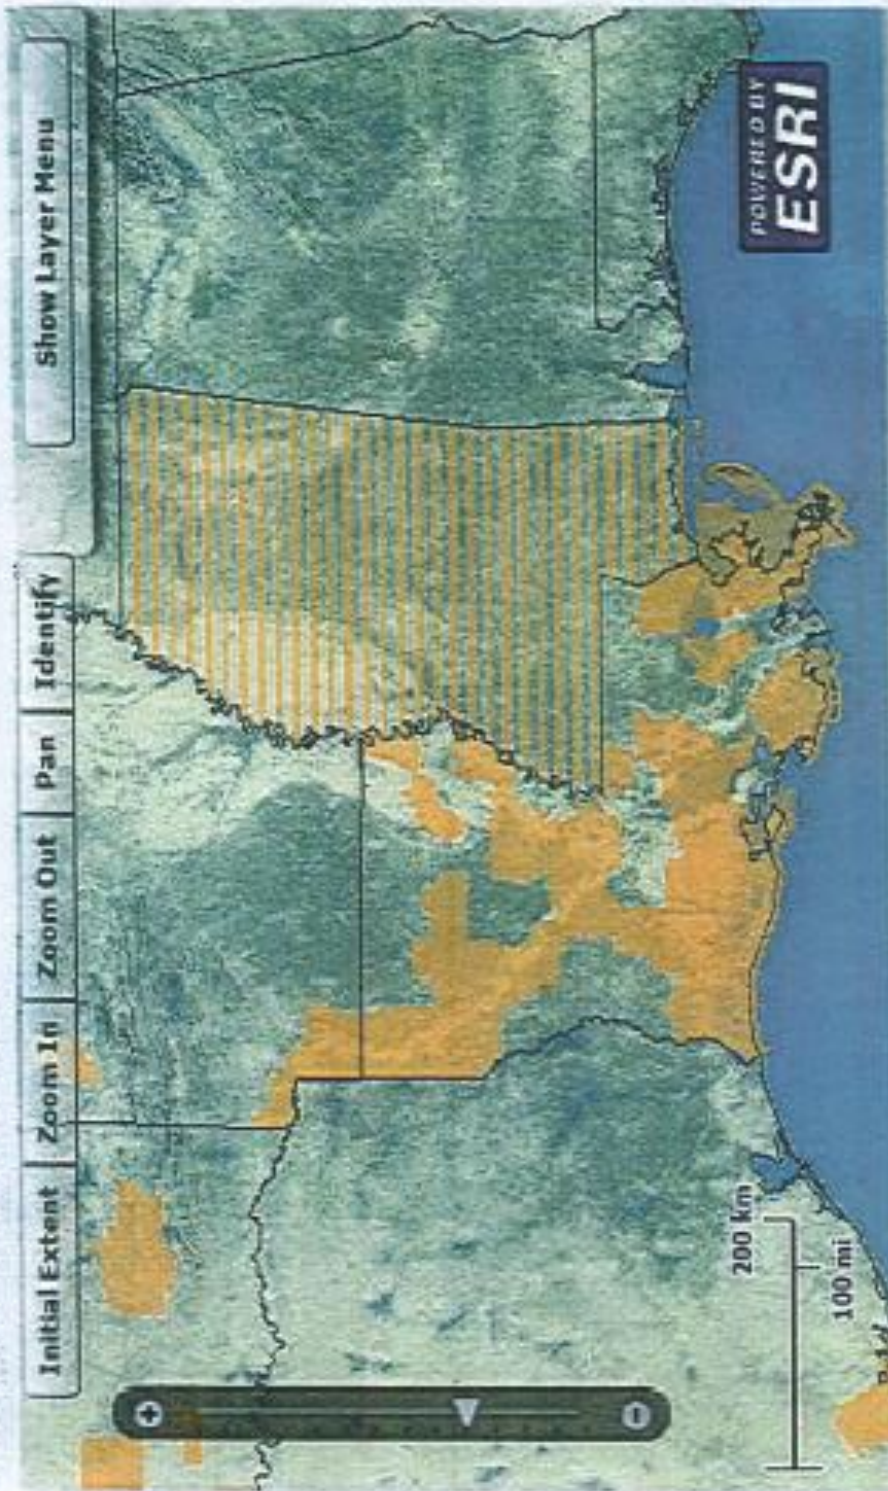 Initial Extent
Zoom In
Zoom Out
Pan
Identify
Show Layer Menu
200 km
100 mi
POWERED BY
ESRI